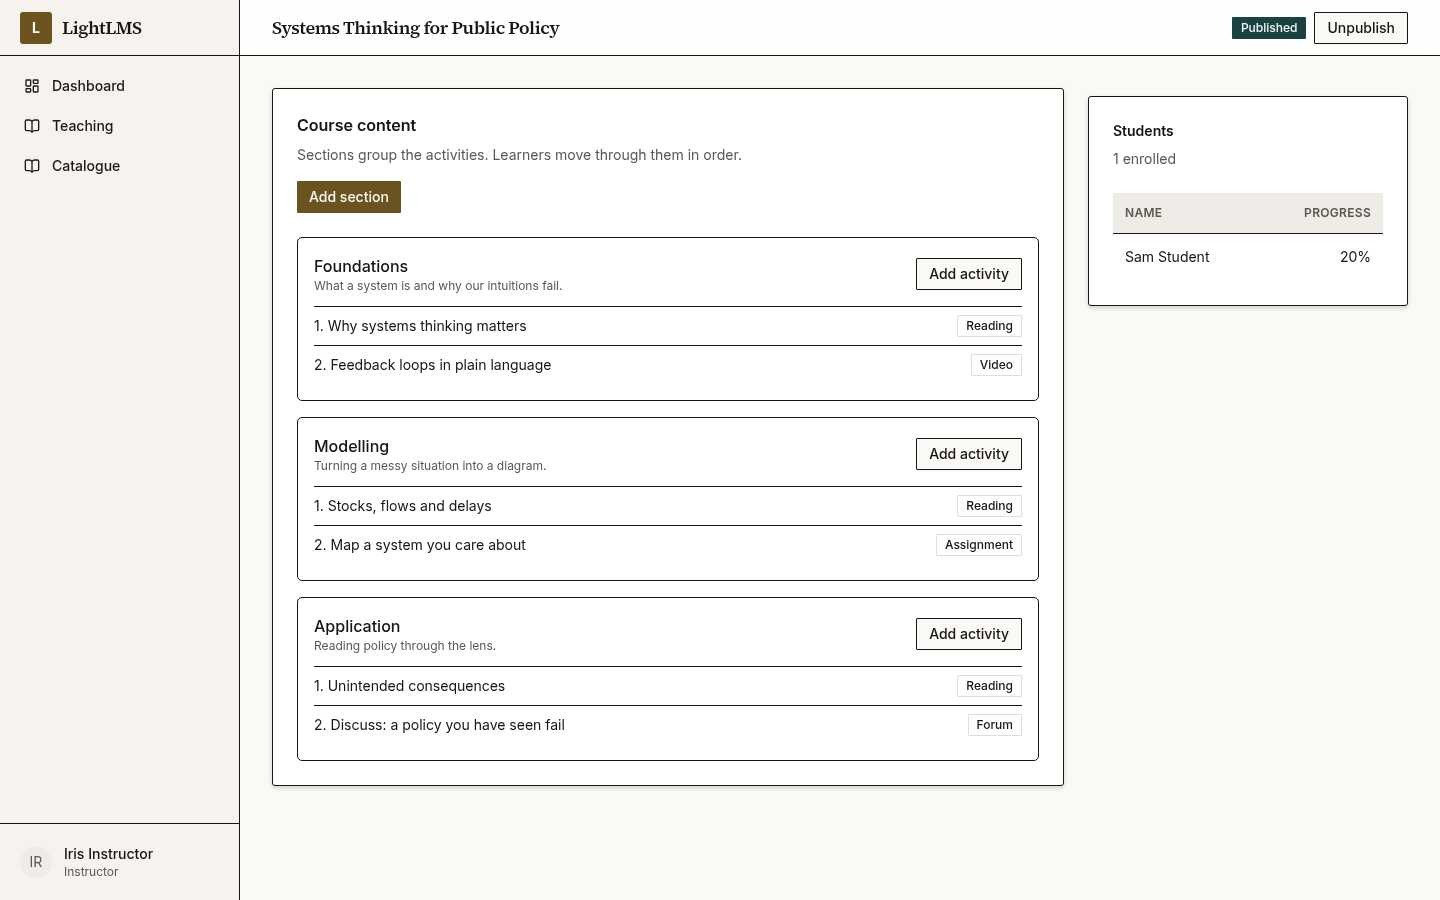 L
LightLMS
Systems Thinking for Public Policy
Published
Unpublish
Dashboard
Teaching
Catalogue
Course content
Sections group the activities. Learners move through them in order.
Add section
Foundations
What a system is and why our intuitions fail.
Add activity
1. Why systems thinking matters
Reading
2. Feedback loops in plain language
Video
Modelling
Turning a messy situation into a diagram.
Add activity
1. Stocks, flows and delays
Reading
2. Map a system you care about
Assignment
Application
Reading policy through the lens.
Add activity
1. Unintended consequences
Reading
2. Discuss: a policy you have seen fail
Forum
Students
1 enrolled
NAME PROGRESS
Sam Student 20%
IR
Iris Instructor
Instructor